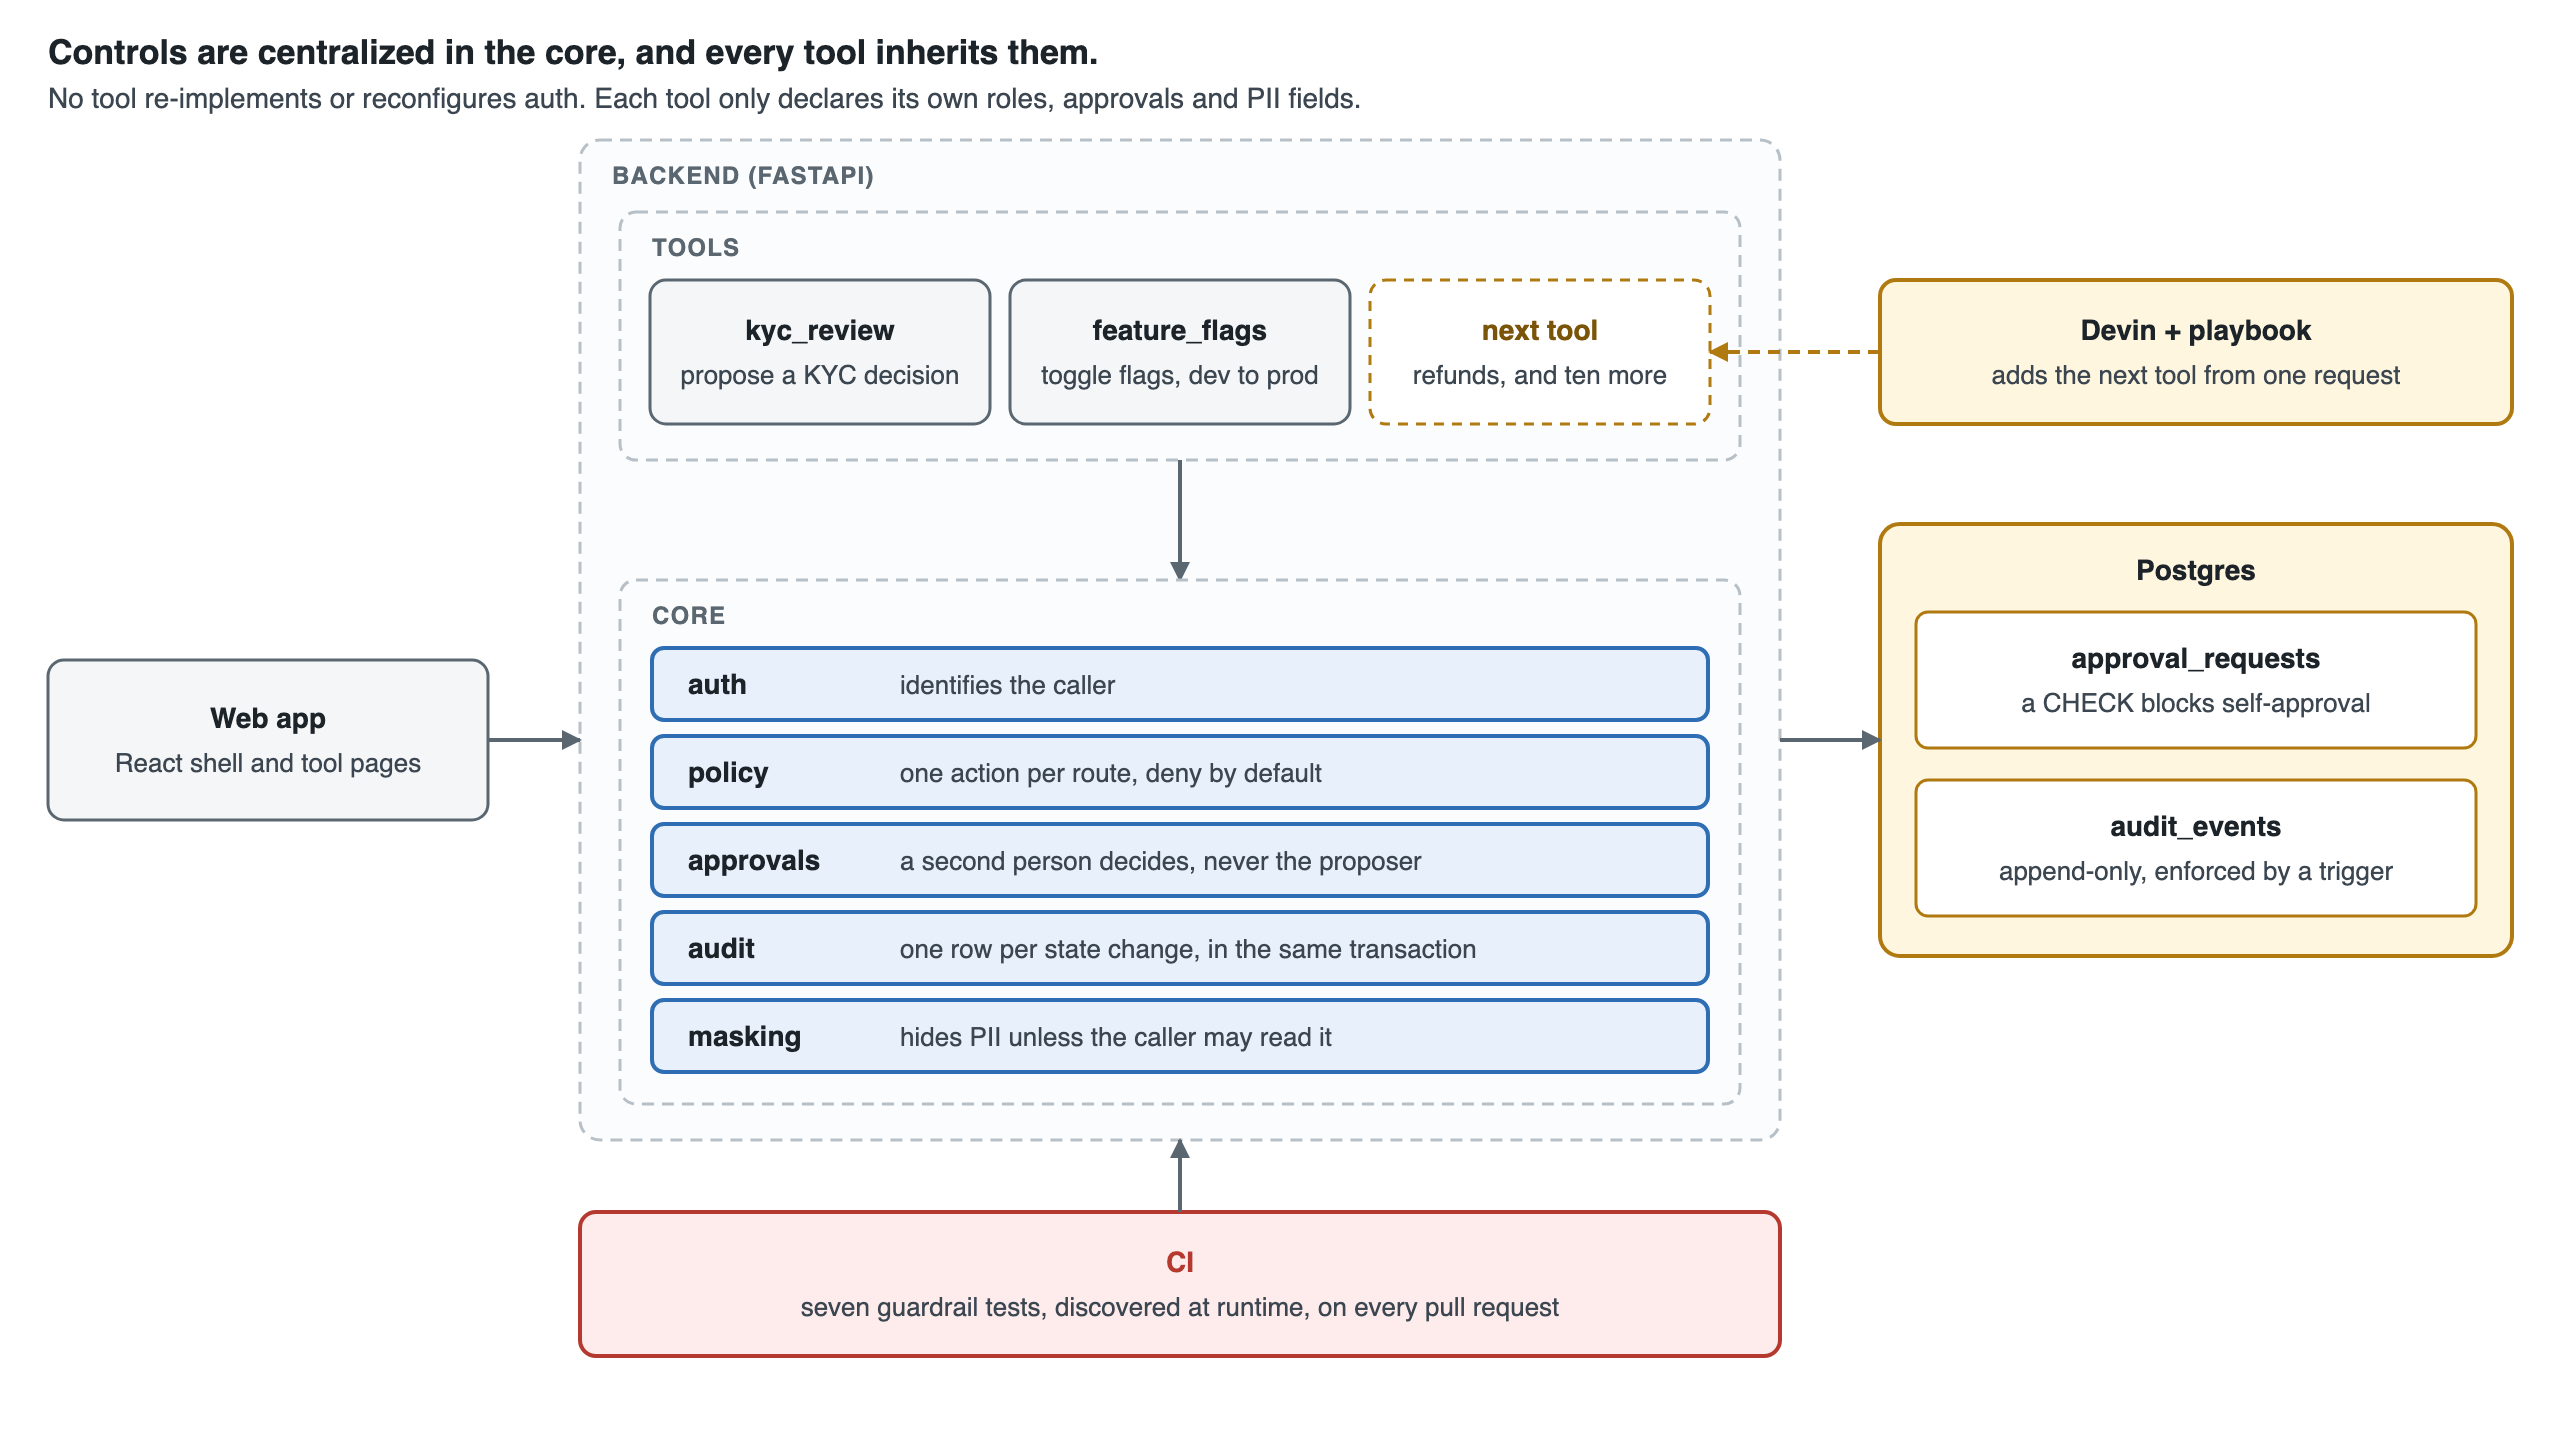 Controls are centralized in the core, and every tool inherits them.
No tool re-implements or reconfigures auth. Each tool only declares its own roles, approvals and PII fields.
BACKEND (FASTAPI)
TOOLS
kyc_review
propose a KYC decision
feature_flags
toggle flags, dev to prod
next tool
refunds, and ten more
Devin + playbook
adds the next tool from one request
CORE
auth identifies the caller
policy one action per route, deny by default
approvals a second person decides, never the proposer
audit one row per state change, in the same transaction
masking hides PII unless the caller may read it
Web app
React shell and tool pages
Postgres
approval_requests
a CHECK blocks self-approval
audit_events
append-only, enforced by a trigger
CI
seven guardrail tests, discovered at runtime, on every pull request